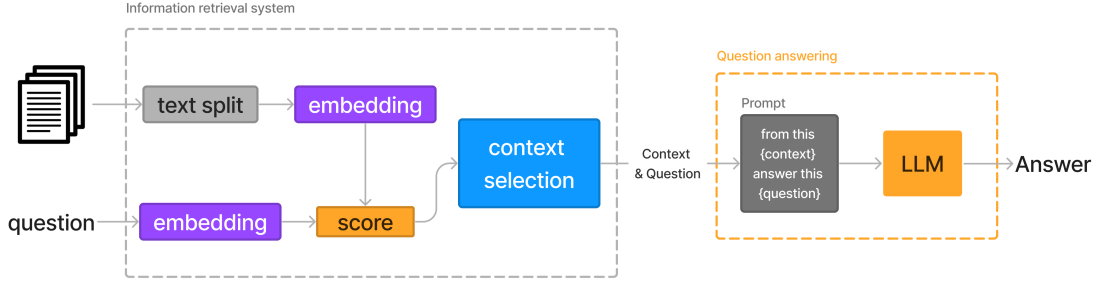 Information retrieval system
text split
embedding
question
embedding
score
context
selection
Context
& Question
Question answering
Prompt
from this
{context}
answer this
{question}
LLM
Answer